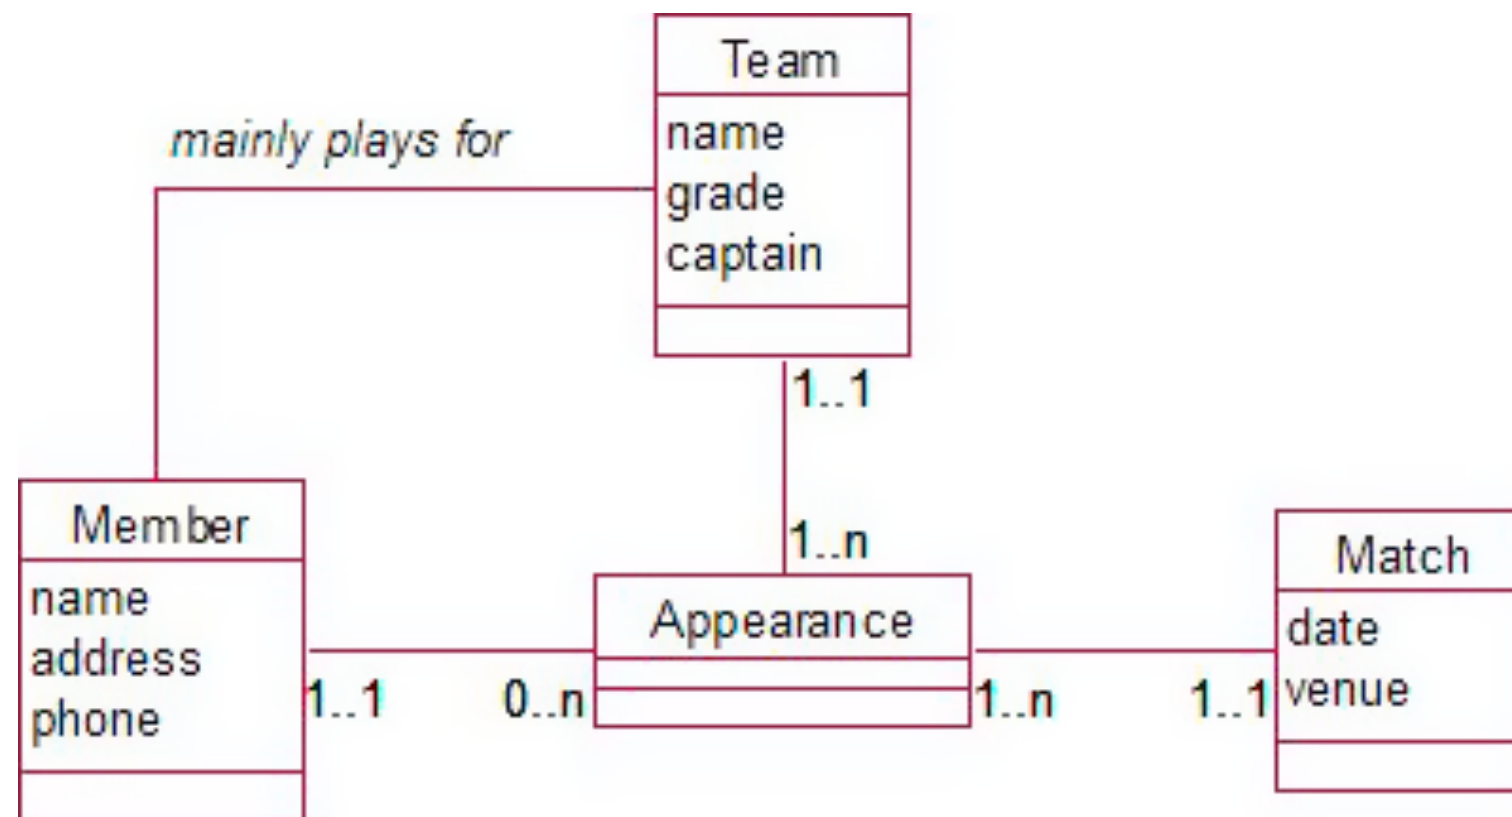 Team
name
grade
captain
mainly plays for
1..1
1..n
Member
name
address
phone
1..1
0..n
Appearance
1..n
1..1
Match
date
venue